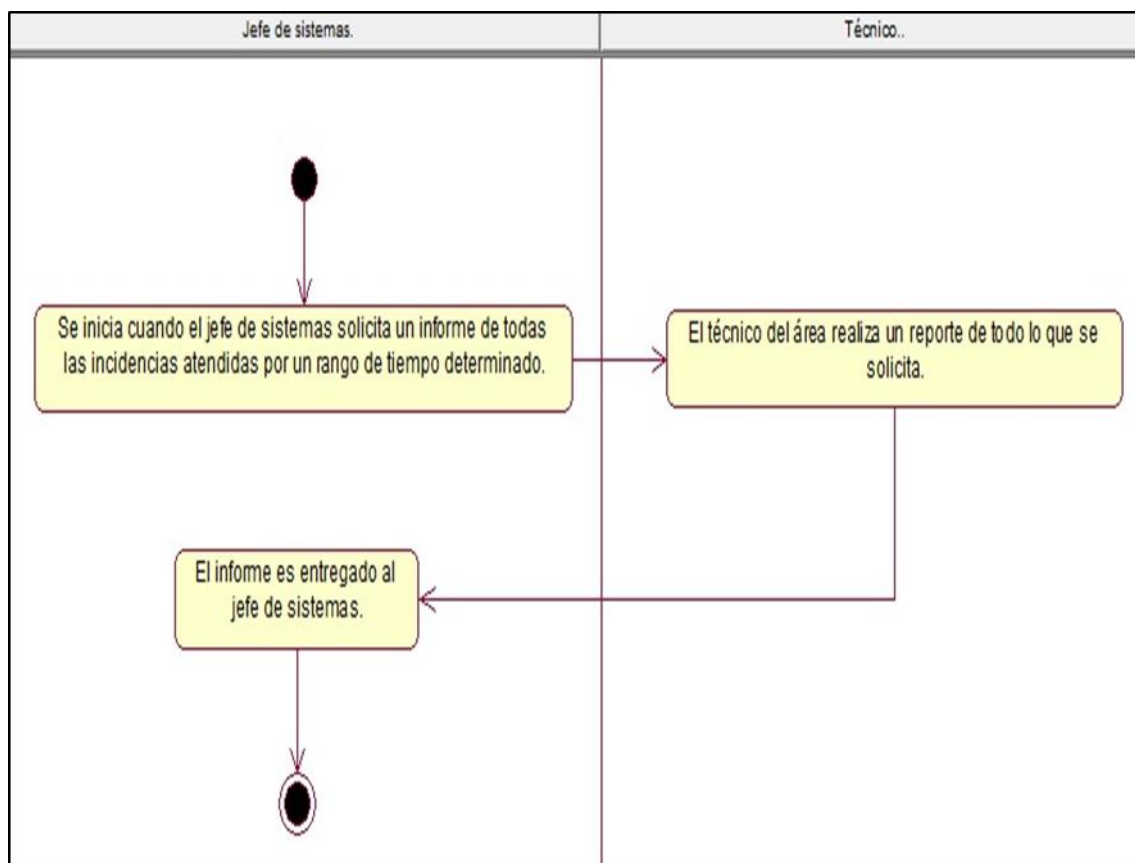 Jefe de sistemas.
Técnico..
Se inicia cuando el jefe de sistemas solicita un informe de todas
las incidencias atendidas por un rango de tiempo determinado.
El técnico del área realiza un reporte de todo lo que se
solicita.
El informe es entregado al
jefe de sistemas.